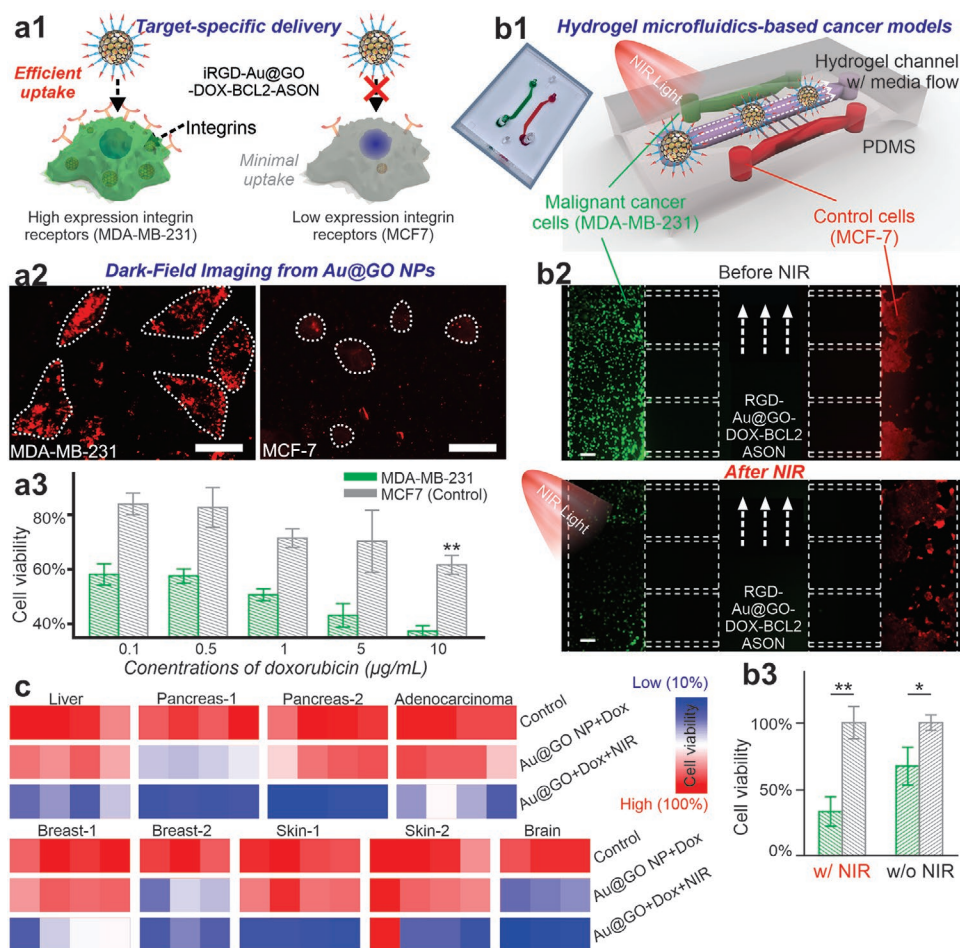 a1
Target-specific delivery
Efficient
uptake
iRGD-Au@GO
-DOX-BCL2-ASON
Integrins
Minimal
uptake
High expression integrin
receptors (MDA-MB-231)
Low expression integrin
receptors (MCF7)
b1
Hydrogel microfluidics-based cancer models
NIR Light
Hydrogel channel
w/ media flow
PDMS
Malignant cancer
cells (MDA-MB-231)
Control cells
(MCF-7)
a2
Dark-Field Imaging from Au@GO NPs
MDA-MB-231
MCF-7
b2
Before NIR
RGD-
Au@GO-
DOX-BCL2
ASON
After NIR
NIR Light
RGD-
Au@GO-
DOX-BCL2
ASON
a3
MDA-MB-231
MCF7 (Control)
Cell viability
80%
60%
40%
0.1
0.5
1
5
10
**
Conentrations of doxorubicin (µg/mL)
c
Liver
Pancreas-1
Pancreas-2
Adenocarcinoma
Control
Au@GO NP+Dox
Au@GO+Dox+NIR
Low (10%)
Cell viability
High (100%)
Breast-1
Breast-2
Skin-1
Skin-2
Brain
Control
Au@GO NP+Dox
Au@GO+Dox+NIR
b3
**
*
Cell viability
100%
50%
0%
w/ NIR
w/o NIR